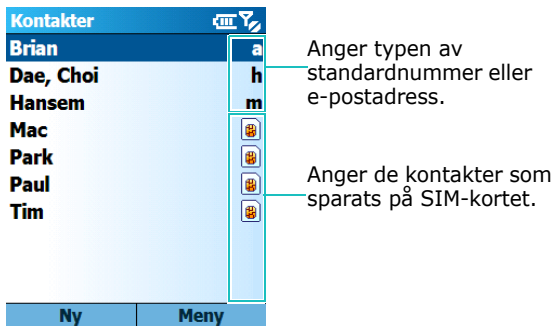 Kontakter
Brian a
Dae, Choi h
Hansem m
Mac
Park
Paul
Tim
Ny Meny
Anger typen av
standardnummer eller
e-postadress.
Anger de kontakter som
sparats på SIM-kortet.